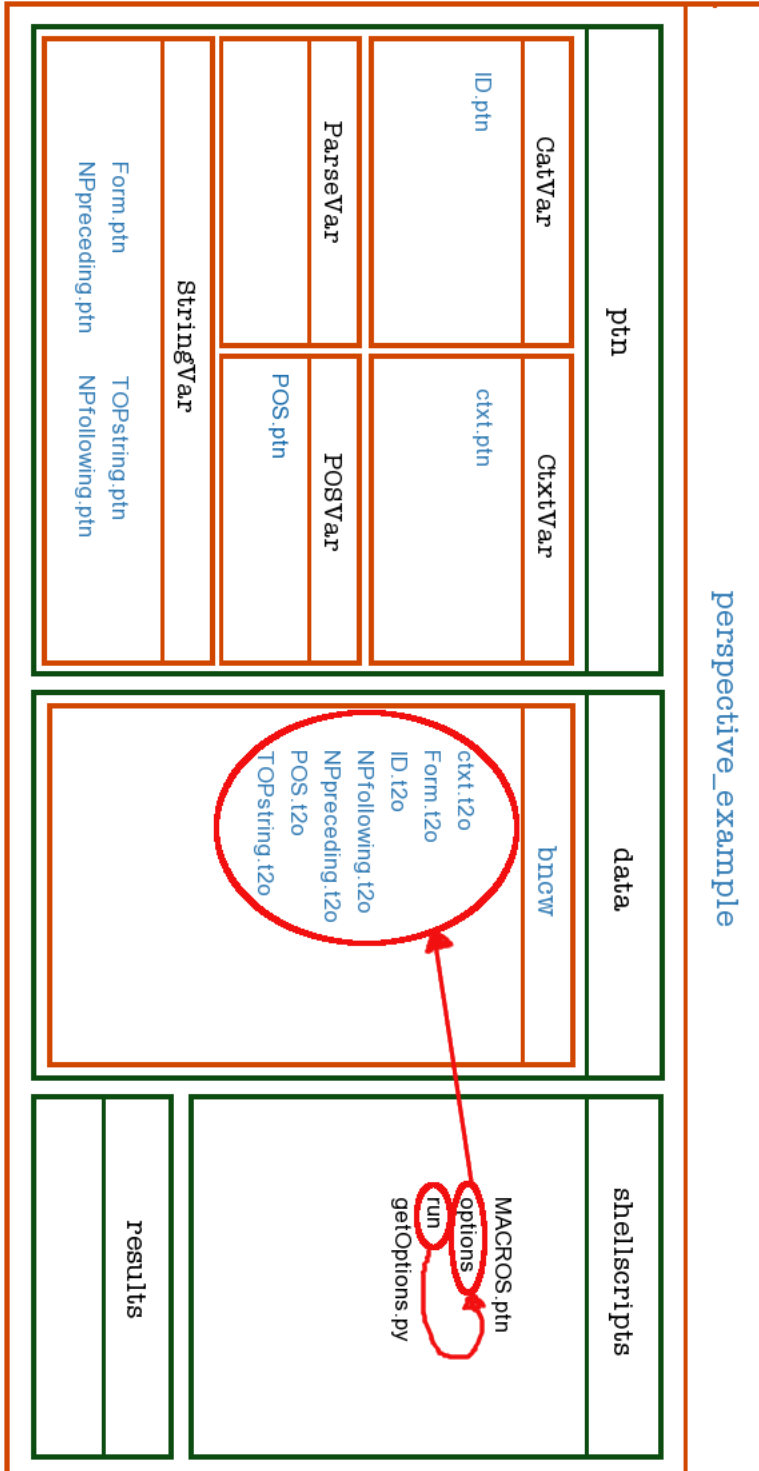 perspective_example
ptn
CatVar
ID.ptn
CtxtVar
ctxt.ptn
ParseVar
POSVar
POS.ptn
StringVar
Form.ptn TOPstring.ptn
NPpreceding.ptn NPfollowing.ptn
data
bncw
ctxt.t2o
Form.t2o
ID.t2o
NPfollowing.t2o
NPpreceding.t2o
POS.t2o
TOPstring.t2o
shellscripts
MACROS.ptn
options
run
getOptions.py
results